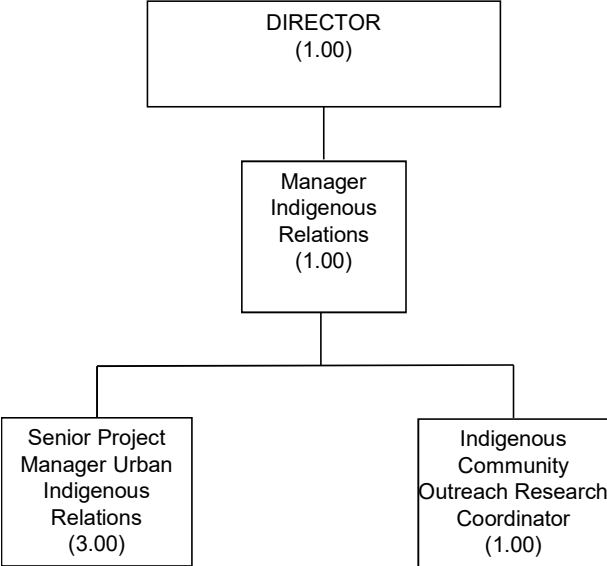 DIRECTOR
(1.00)
Manager
Indigenous
Relations
(1.00)
Senior Project
Manager Urban
Indigenous
Relations
(3.00)
Indigenous
Community
Outreach Research
Coordinator
(1.00)